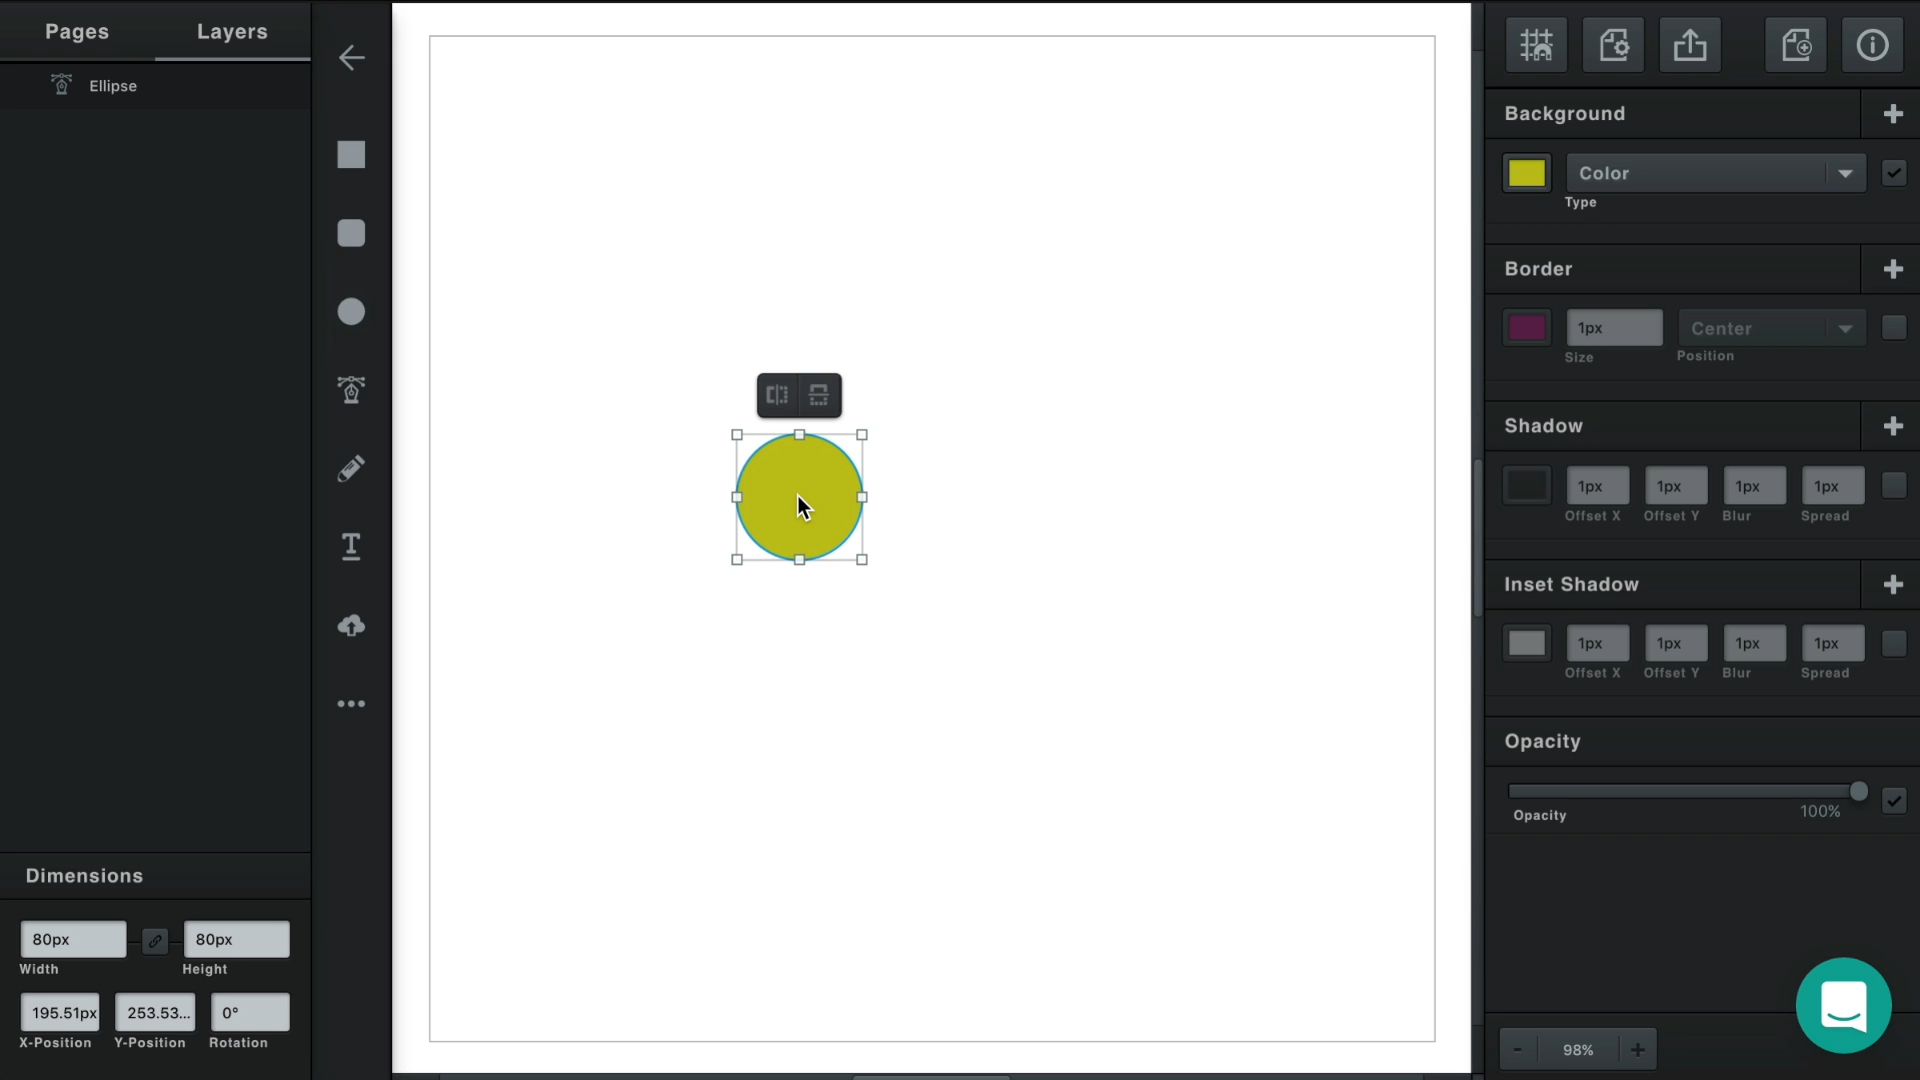 Pages
Layers
Ellipse
Dimensions
80px
80px
Width
Height
195.51px
253.53...
0°
X-Position
Y-Position
Rotation
Background
Color
Type
Border
1px
Center
Size
Position
Shadow
1px
1px
1px
1px
Offset X
Offset Y
Blur
Spread
Inset Shadow
1px
1px
1px
1px
Offset X
Offset Y
Blur
Spread
Opacity
Opacity
100%
- 98% +